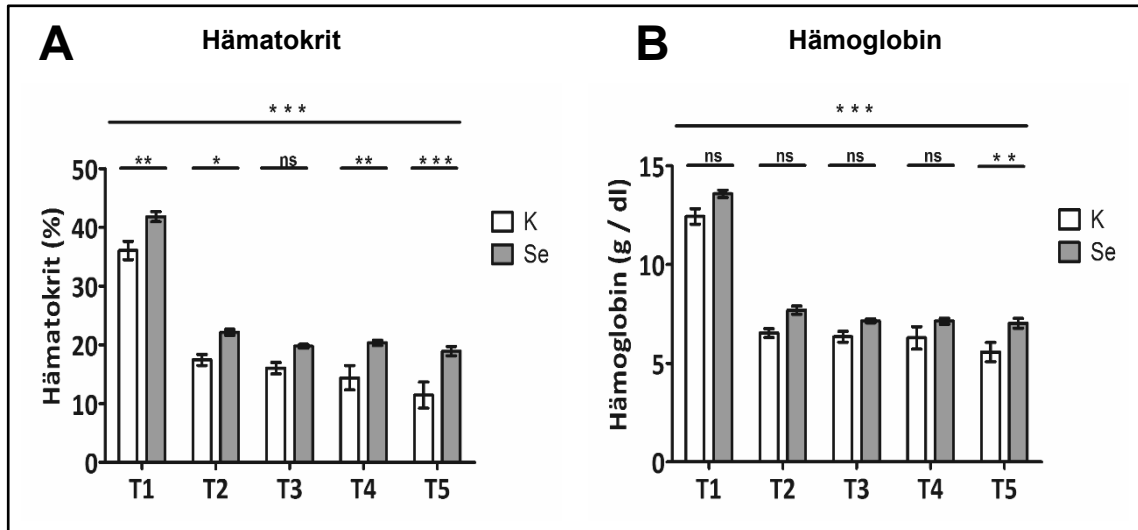 A Hämatokrit
* * *
** * ns ** * * *
50
40
30
20
10
0
Hämatokrit (%)
T1 T2 T3 T4 T5
K
Se
B Hämoglobin
* * *
ns ns ns ns * *
15
10
5
0
Hämoglobin (g / dl)
T1 T2 T3 T4 T5
K
Se